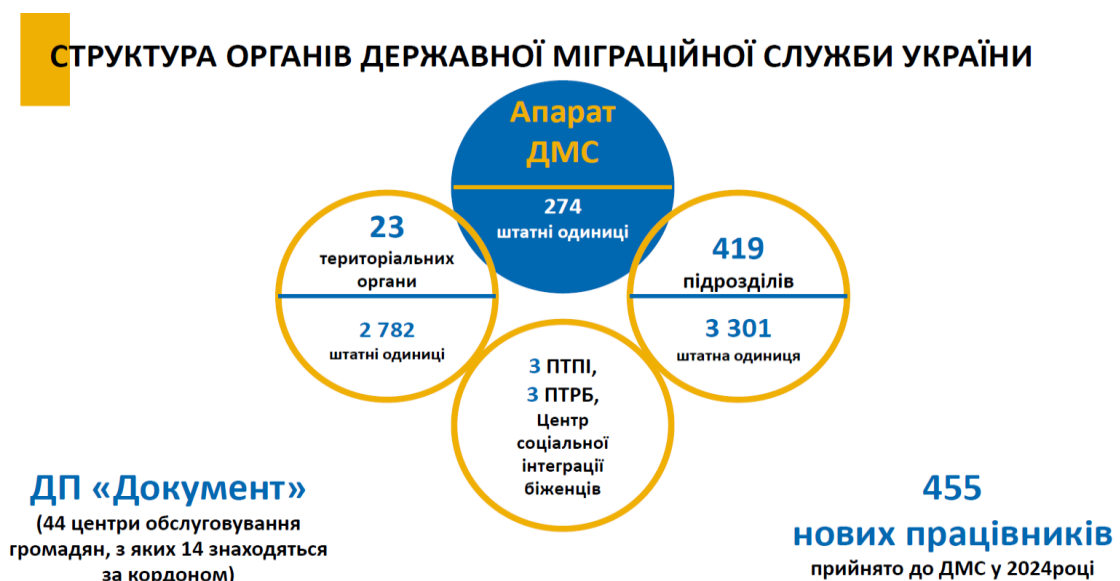 СТРУКТУРА ОРГАНІВ ДЕРЖАВНОЇ МІГРАЦІЙНОЇ СЛУЖБИ УКРАЇНИ
Апарат
ДМС
274
штатні одиниці
23
територіальних
органи
2 782
штатні одиниці
419
підрозділів
3 301
штатна одиниця
3 ПТПІ,
3 ПТРБ,
Центр
соціальної
інтеграції
біженців
ДП «Документ»
(44 центри обслуговування
громадян, з яких 14 знаходяться
за кордоном)
455
нових працівників
прийнято до ДМС у 2024році